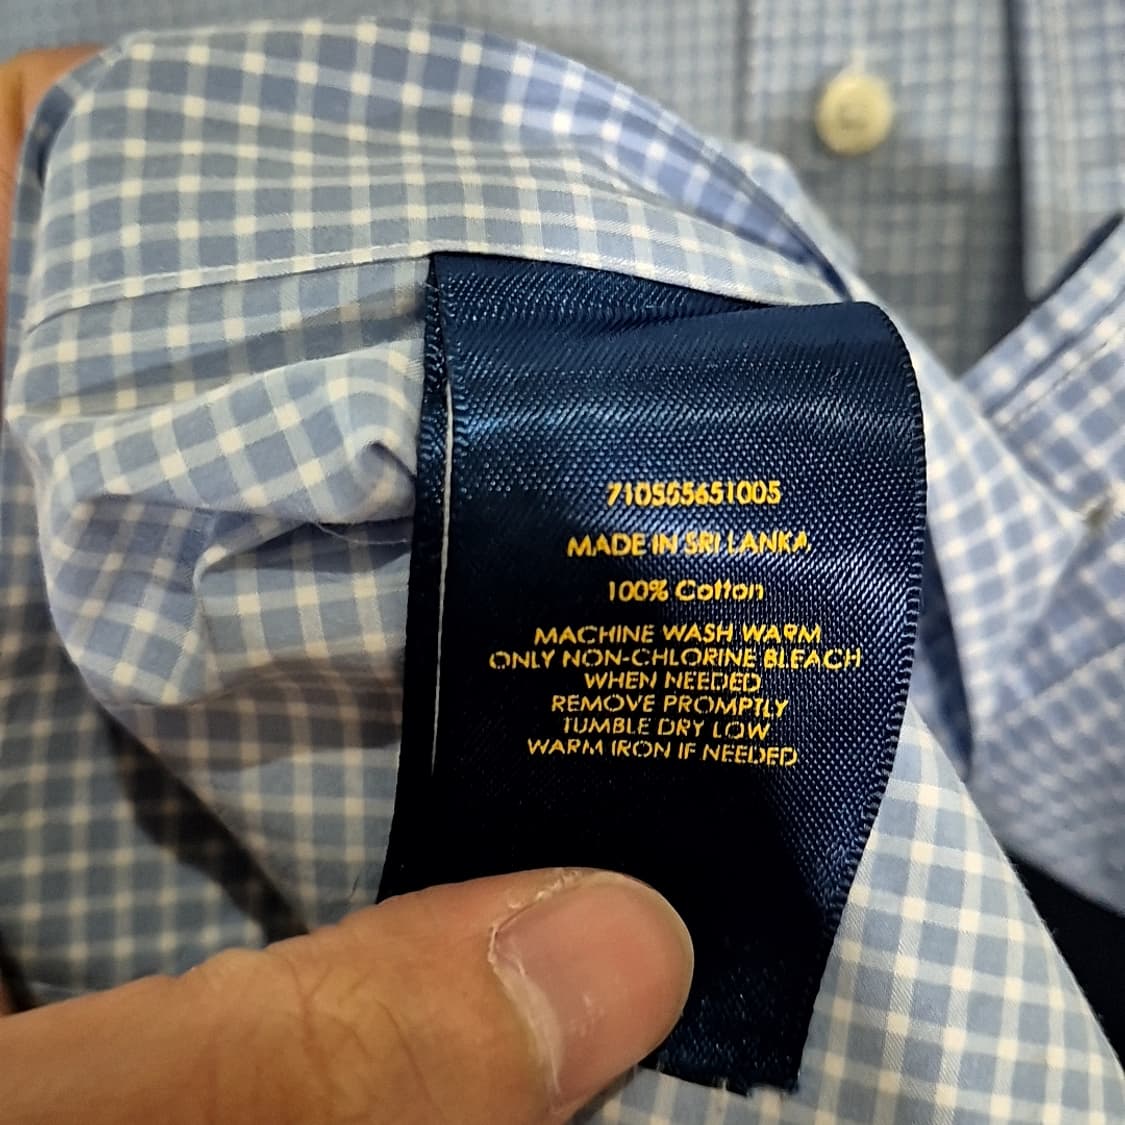 710555651005
MADE IN SRI LANKA
100% Cotton
MACHINE WASH WARM
ONLY NON-CHLORINE BLEACH
WHEN NEEDED
REMOVE PROMPTLY
TUMBLE DRY LOW
WARM IRON IF NEEDED